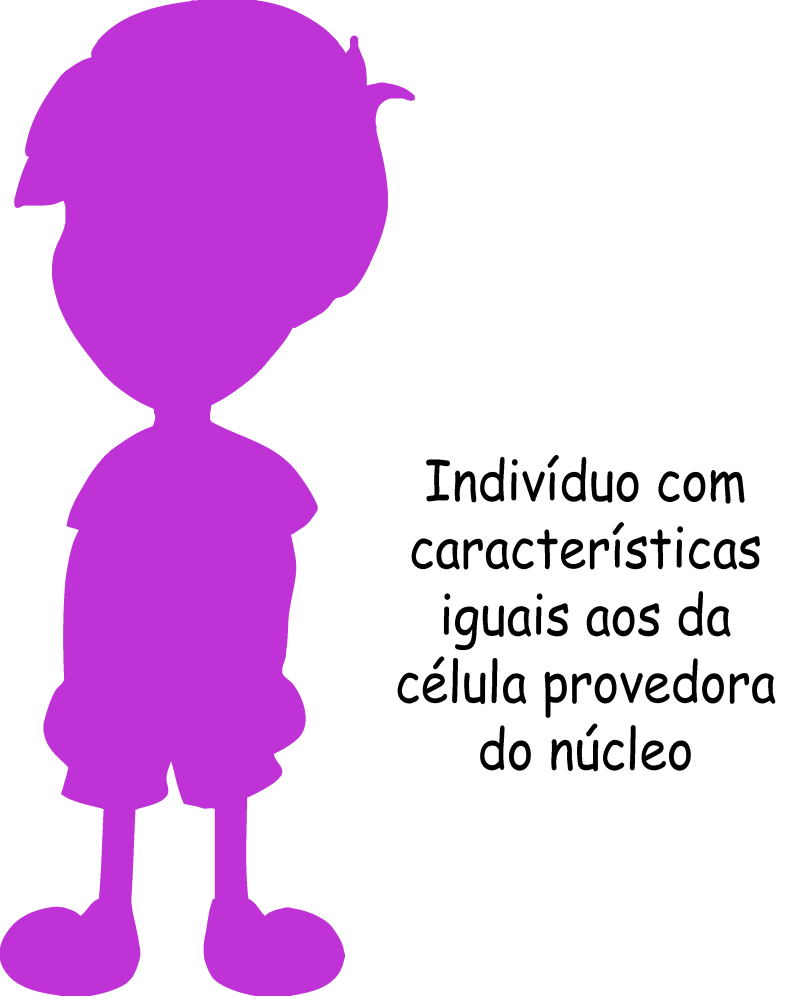 Indivíduo com
características
iguais aos da
célula provedora
do núcleo